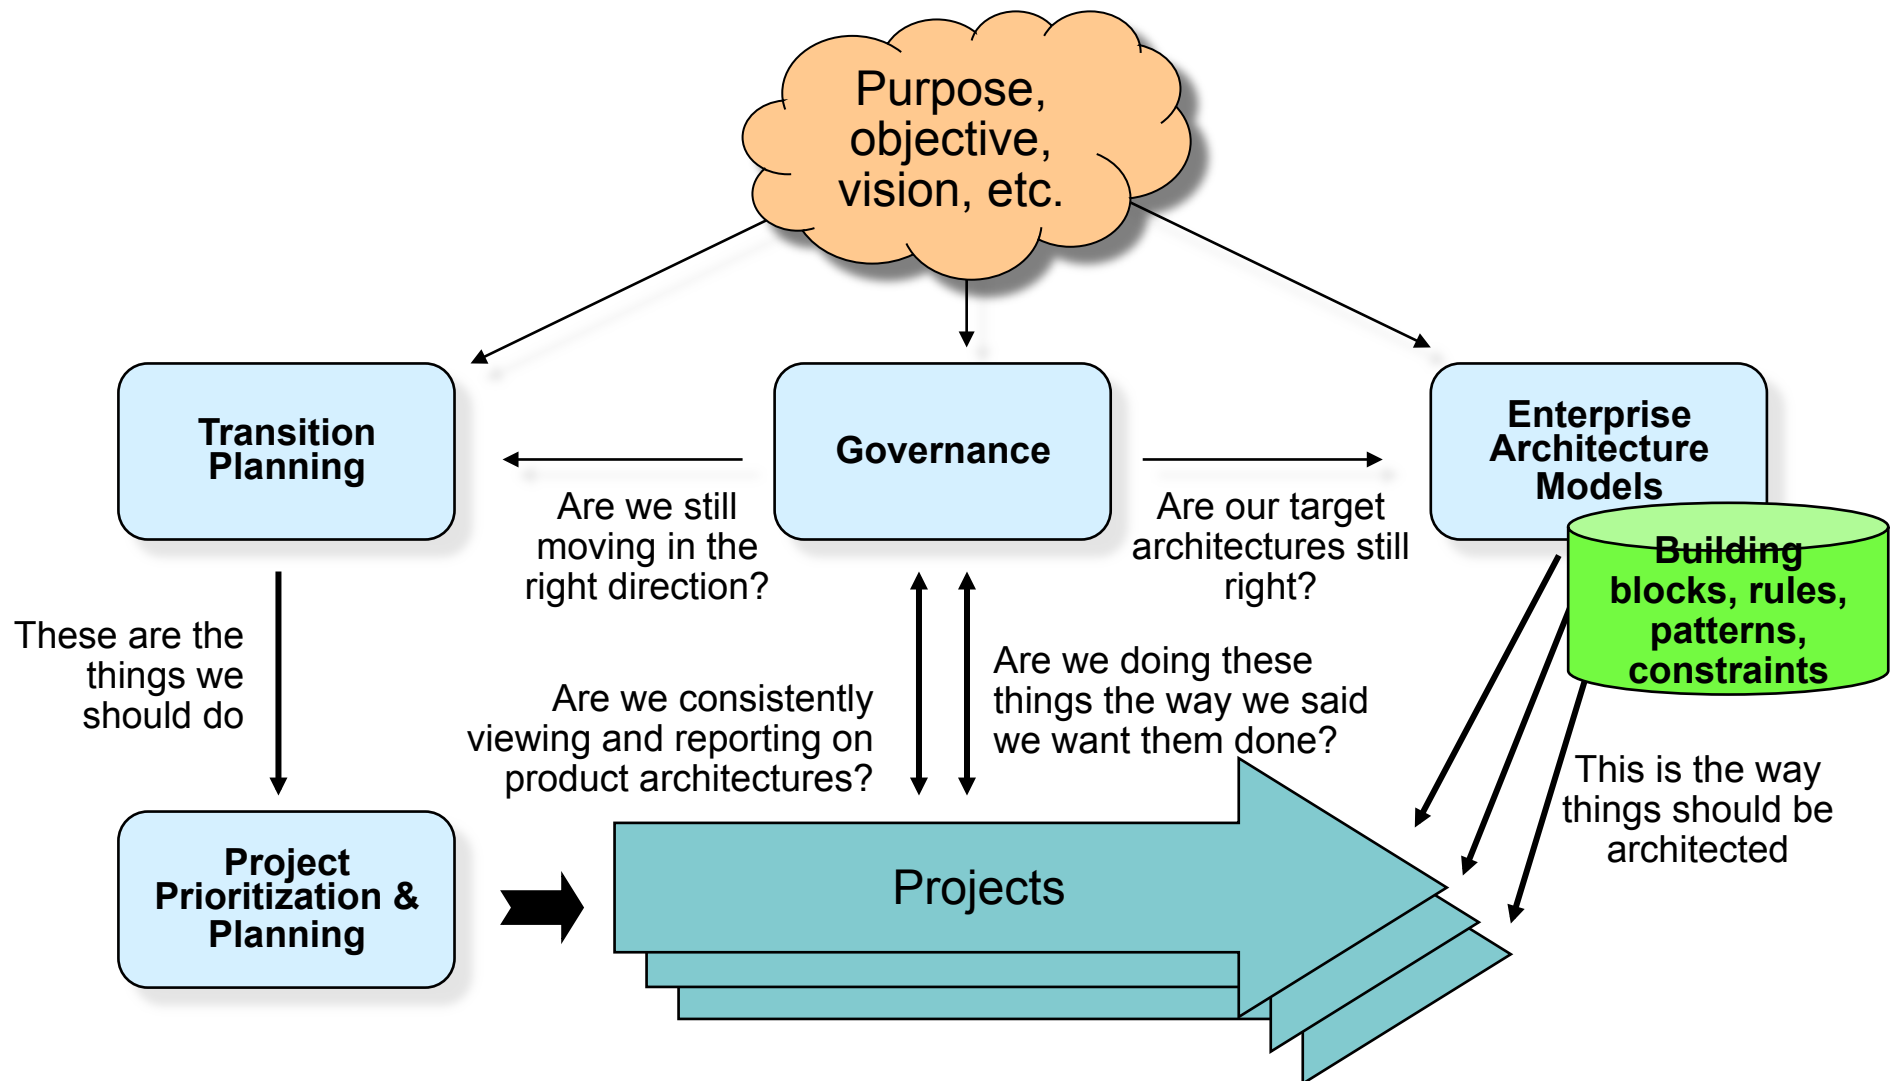 Purpose,
objective,
vision, etc.
Transition
Planning
Governance
Enterprise
Architecture
Models
Are we still
moving in the
right direction?
Are our target
architectures still
right?
Building
blocks, rules,
patterns,
constraints
These are the
things we
should do
Are we consistently
viewing and reporting on
product architectures?
Are we doing these
things the way we said
we want them done?
This is the way
things should be
architected
Project
Prioritization &
Planning
Projects